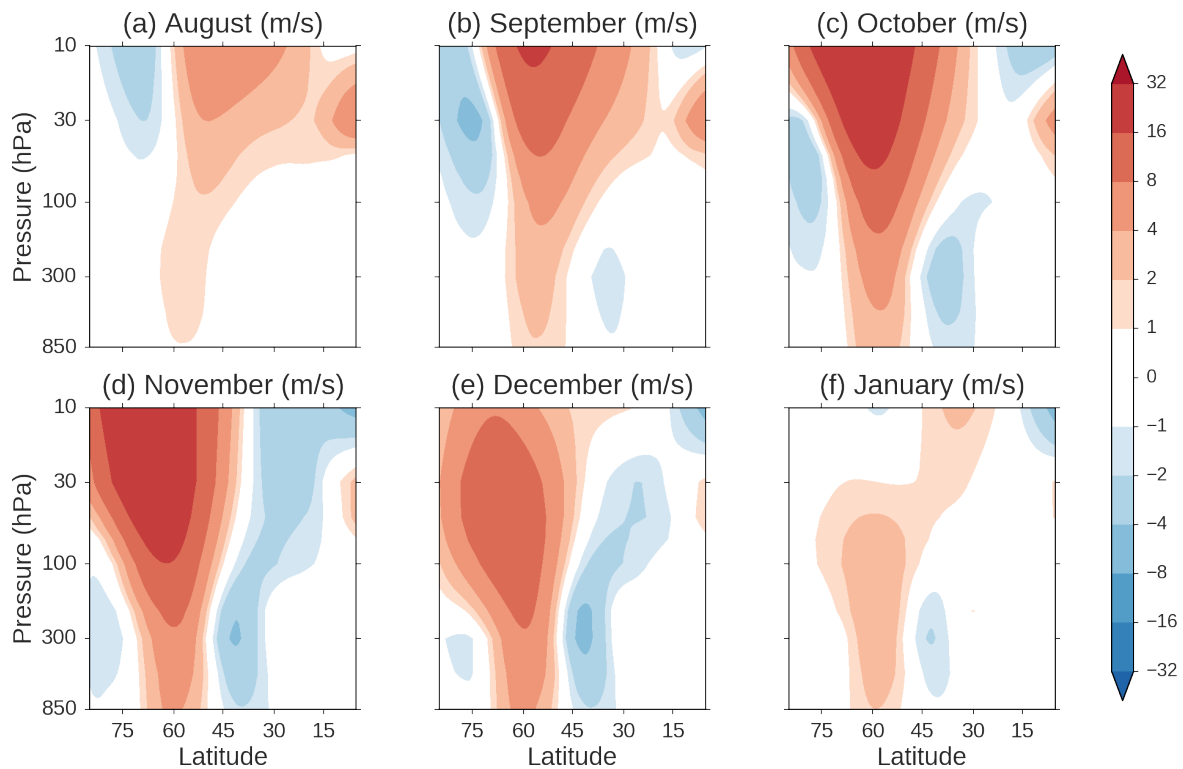 (a) August (m/s)
(b) September (m/s)
(c) October (m/s)
10
30
100
300
850
Pressure (hPa)
32
16
8
4
2
1
0
−1
−2
−4
−8
−16
−32
(d) November (m/s)
(e) December (m/s)
(f) January (m/s)
10
30
100
300
850
Pressure (hPa)
75 60 45 30 15
75 60 45 30 15
75 60 45 30 15
Latitude
Latitude
Latitude